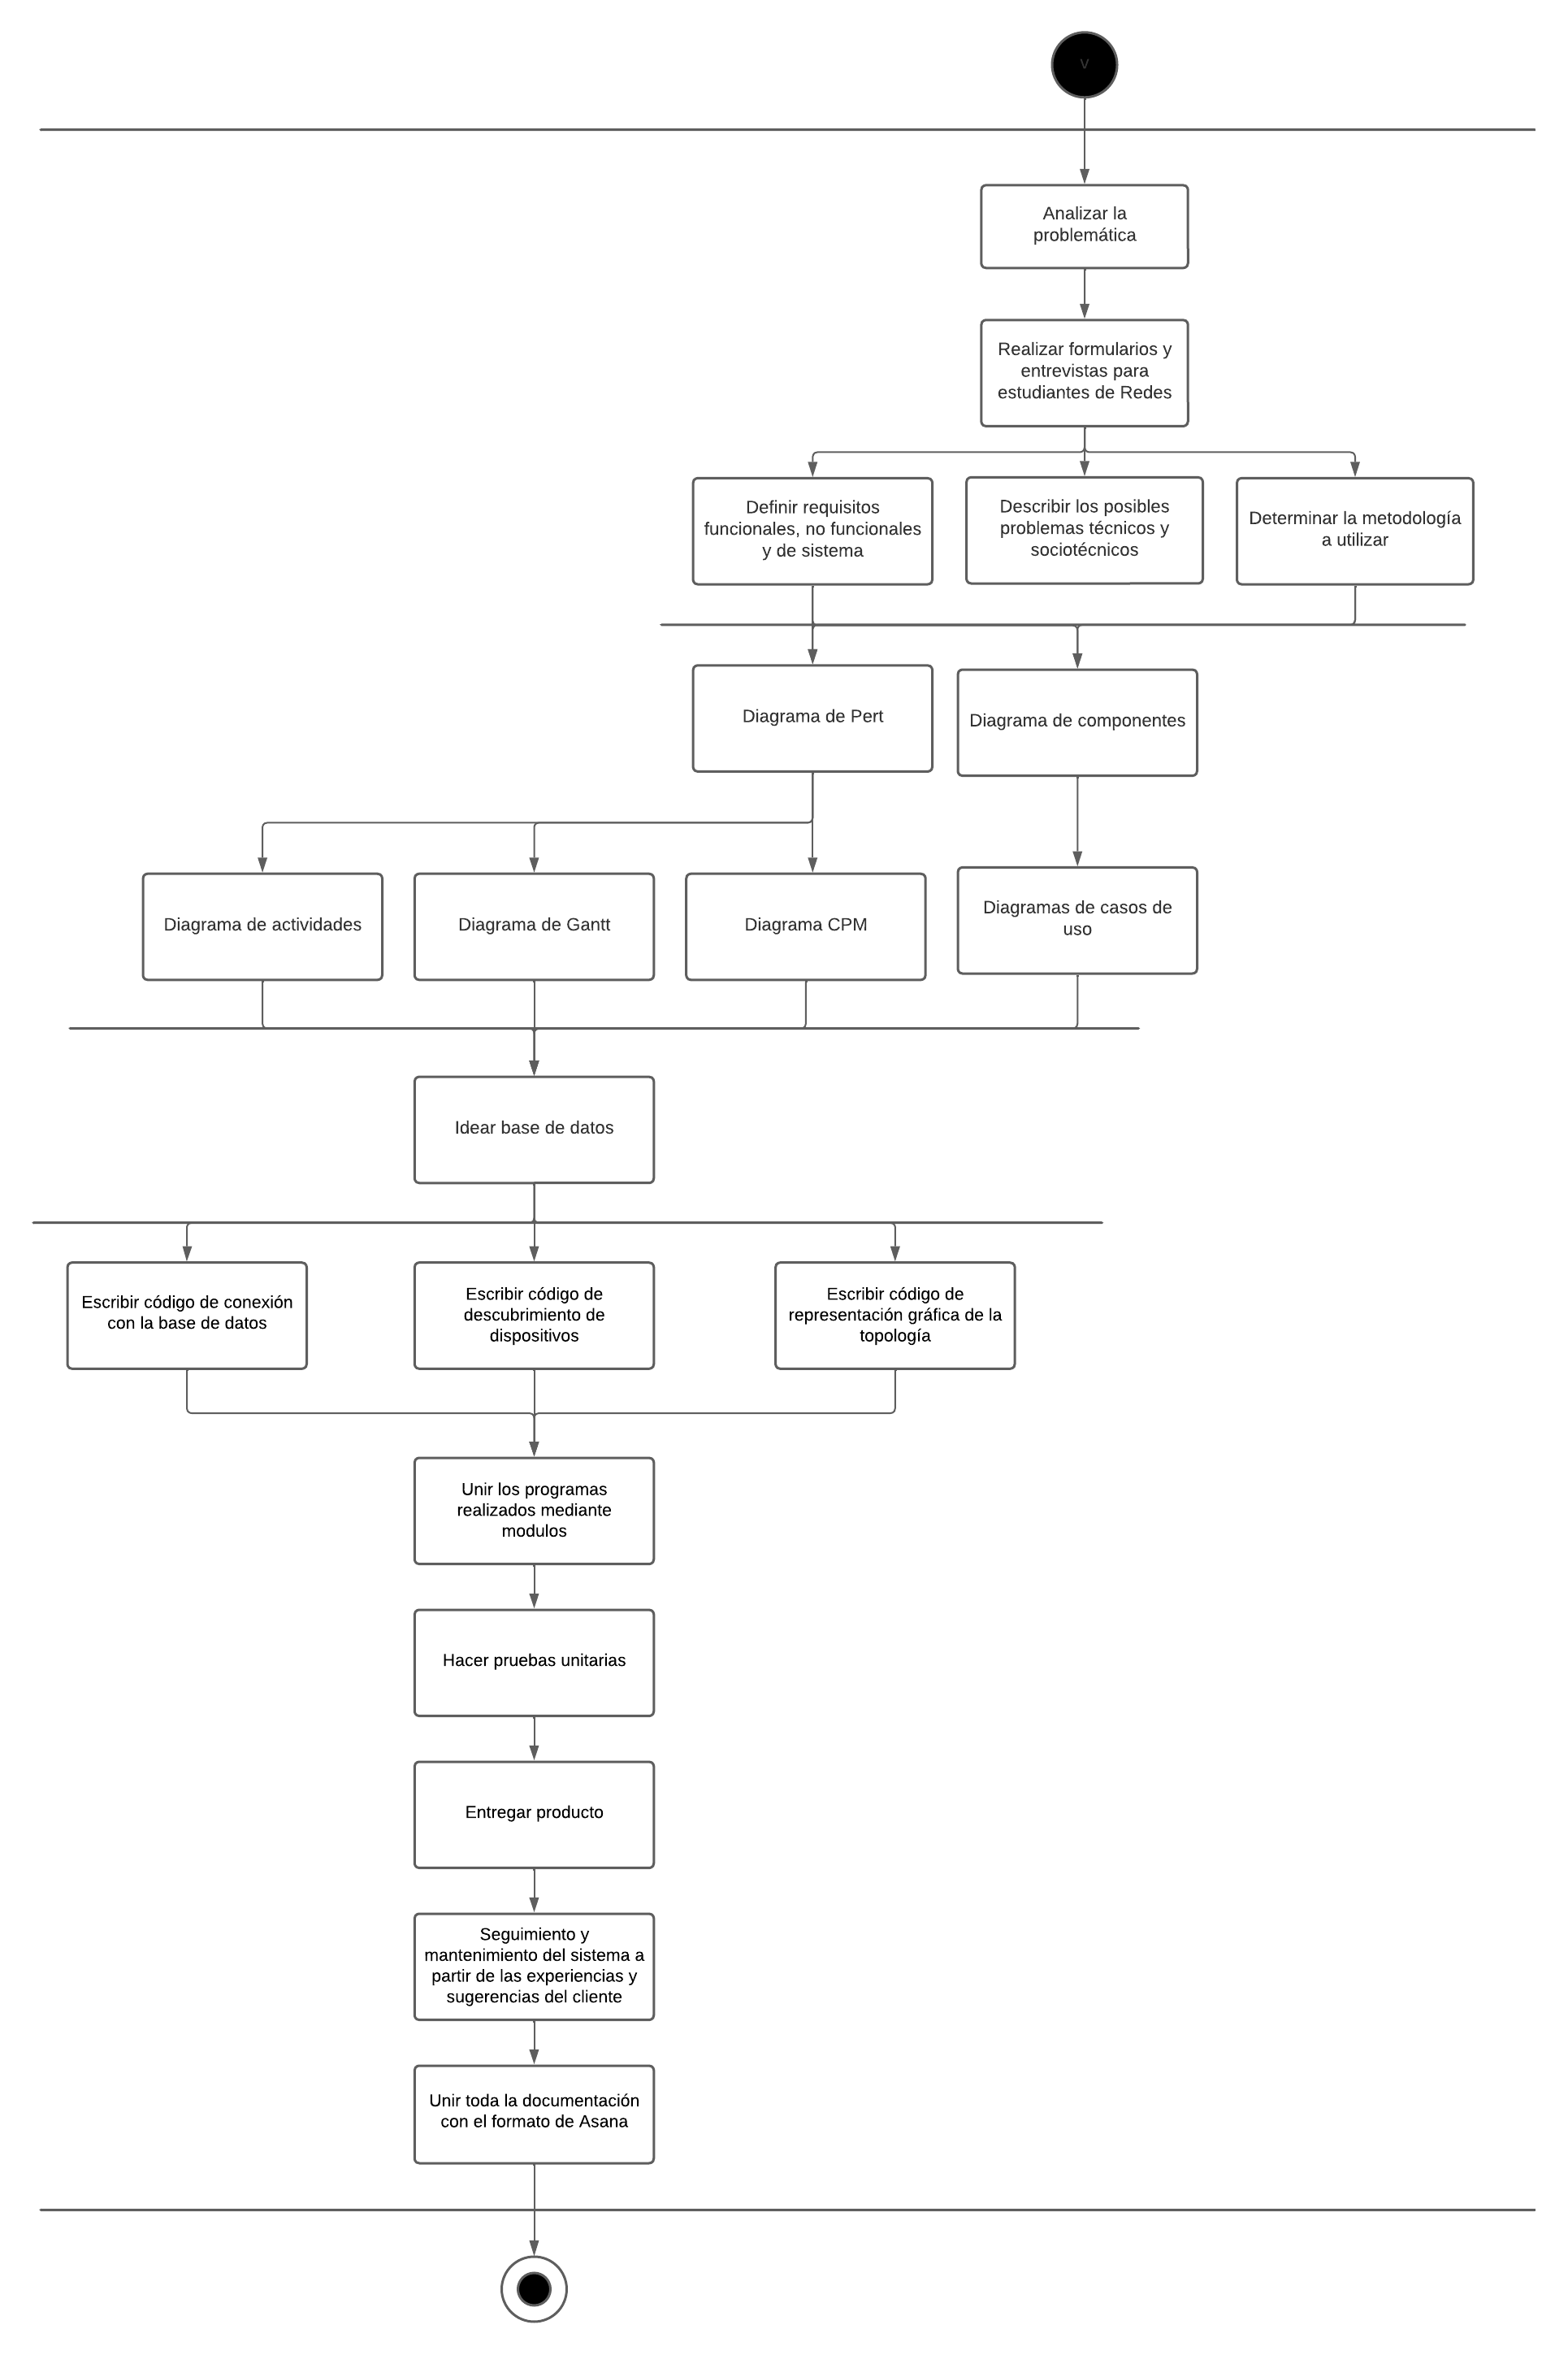 v
Analizar la
problemática
Realizar formularios y
entrevistas para
estudiantes de Redes
Definir requisitos
funcionales, no funcionales
y de sistema
Describir los posibles
problemas técnicos y
sociotécnicos
Determinar la metodología
a utilizar
Diagrama de Pert
Diagrama de componentes
Diagrama de actividades
Diagrama de Gantt
Diagrama CPM
Diagramas de casos de
uso
Idear base de datos
Escribir código de conexión
con la base de datos
Escribir código de
descubrimiento de
dispositivos
Escribir código de
representación gráfica de la
topología
Unir los programas
realizados mediante
modulos
Hacer pruebas unitarias
Entregar producto
Seguimiento y
mantenimiento del sistema a
partir de las experiencias y
sugerencias del cliente
Unir toda la documentación
con el formato de Asana